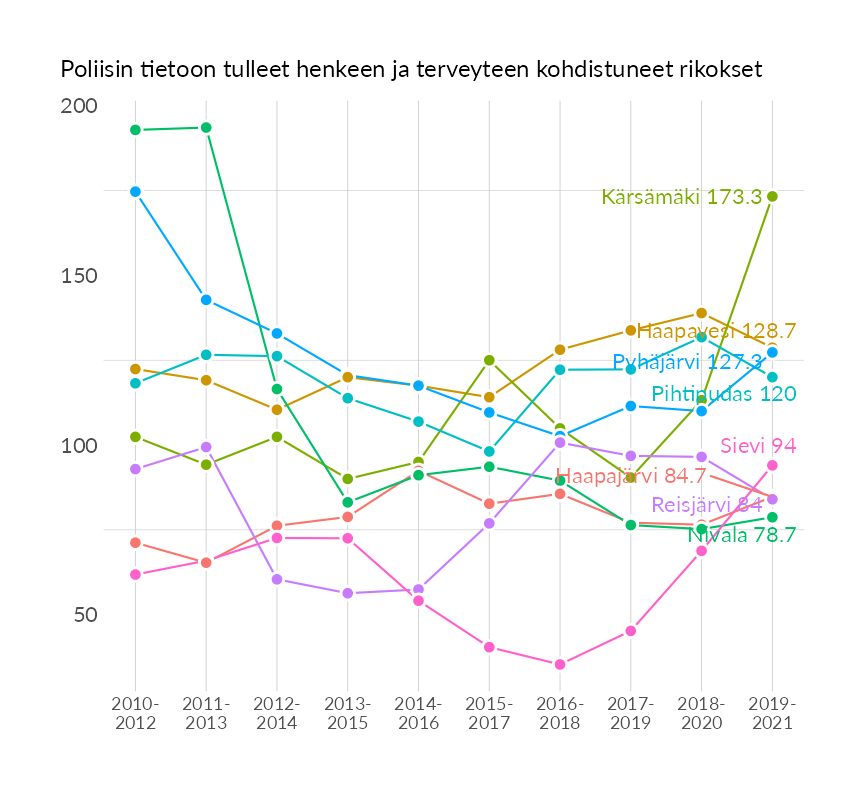 Poliisin tietoon tulleet henkeen ja terveyteen kohdistuneet rikokset
200
150
100
50
Kärsämäki 173.3
Haapavesi 128.7
Pyhäjärvi 127.3
Pihtipudas 120
Sievi 94
Haapajärvi 84.7
Reisjärvi 84
Nivala 78.7
2010- 2011- 2012- 2013- 2014- 2015- 2016- 2017- 2018- 2019-
2012 2013 2014 2015 2016 2017 2018 2019 2020 2021